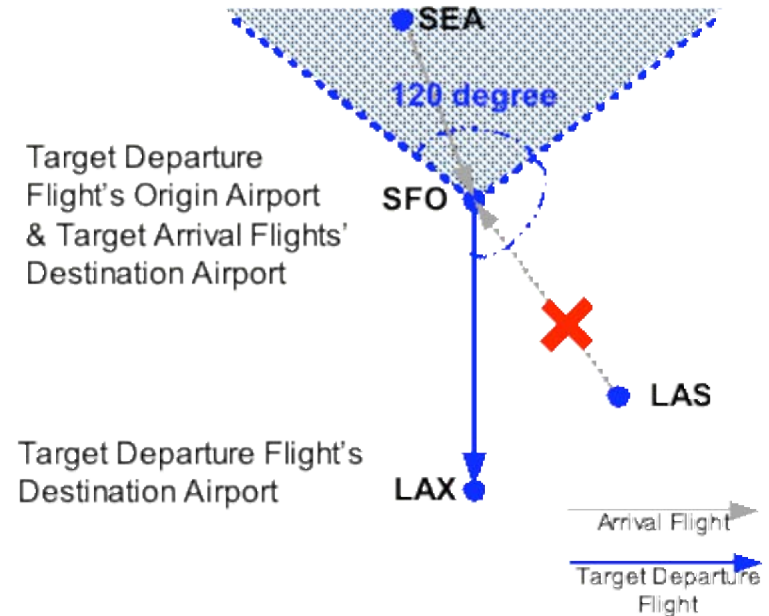 SEA
120 degree
Target Departure
Flight's Origin Airport
& Target Arrival Flights'
Destination Airport
SFO
LAS
Target Departure Flight's
Destination Airport
LAX
Arrival Flight
Target Departure
Flight